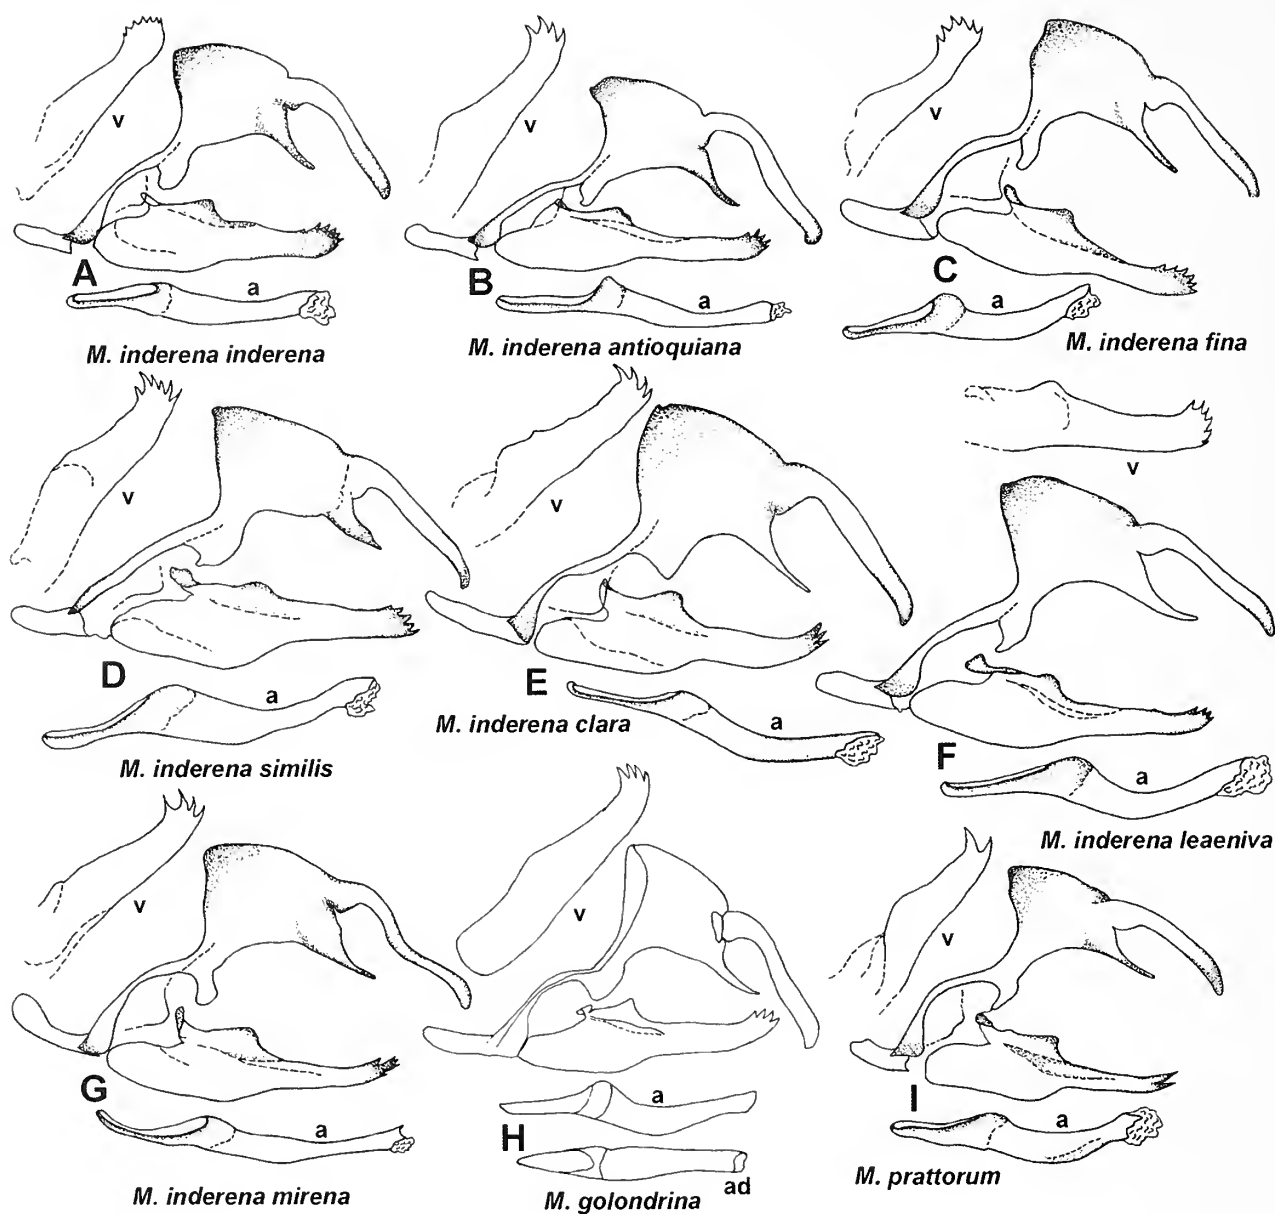 v
v
v
A
a
M. inderena inderena
B
a
M. inderena antioquiana
C
a
M. inderena fina
v
v
v
D
a
M. inderena similis
E
a
M. inderena clara
F
a
M. inderena leaeniva
v
v
v
G
a
M. inderena mirena
H
a
ad
M. golondrina
I
a
M. prattorum